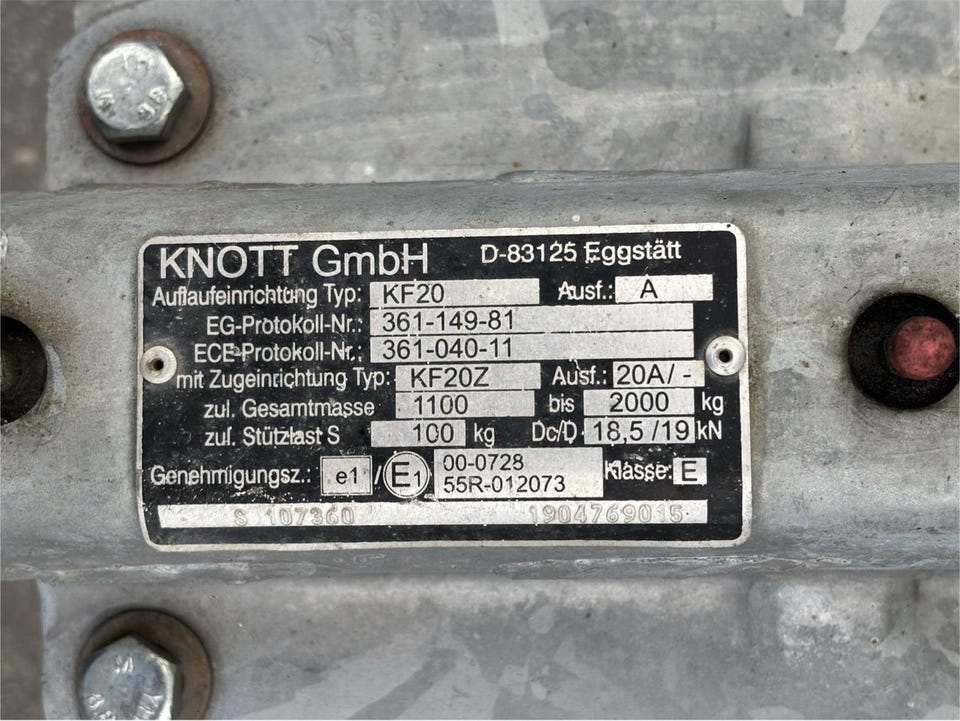 KNOTT GmbH D-83125 Eggstätt
Auflaufeinrichtung Typ: KF20 Ausf.: A
EG-Protokoll-Nr.: 361-149-81
ECE-Protokoll-Nr.: 361-040-11
mit Zugeinrichtung Typ: KF20Z Ausf.: 20A/-
zul. Gesamtmasse 1100 bis 2000 kg
zul. Stützlast S 100 kg Dc/D 18,5/19 kN
Genehmigungsz.: e1 / E1 00-0728 Klasse: E
55R-012073
S 107360 1904769015